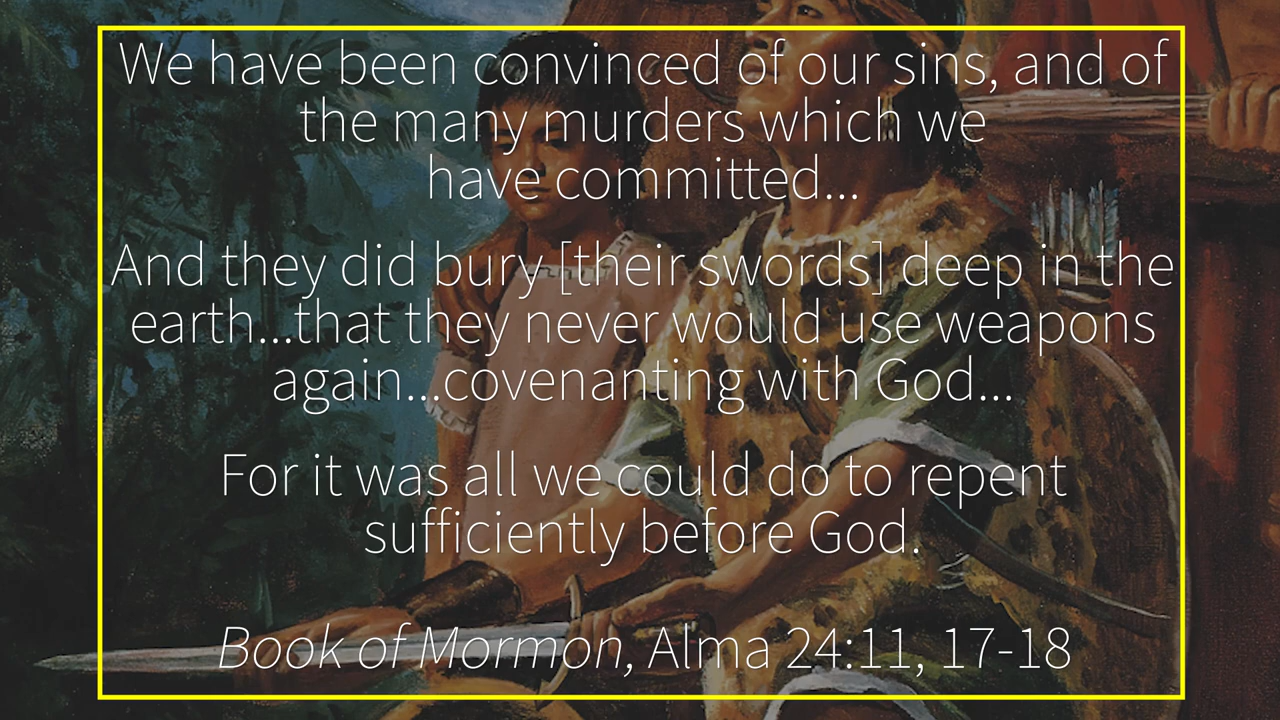 We have been convinced of our sins, and of
the many murders which we
have committed...
And they did bury [their swords] deep in the
earth...that they never would use weapons
again...covenanting with God...
For it was all we could do to repent
sufficiently before God.
Book of Mormon, Alma 24:11, 17-18